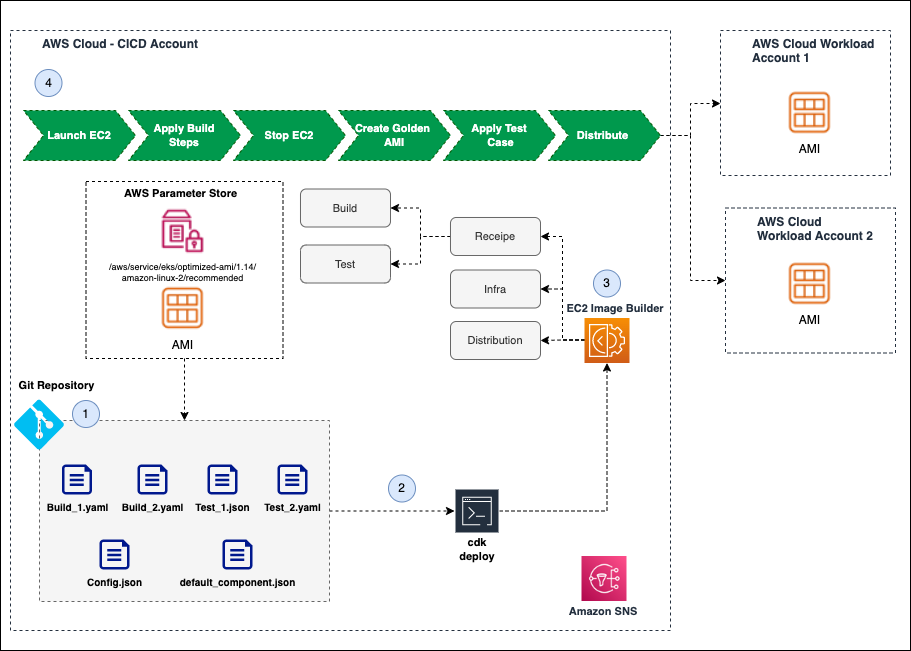 AWS Cloud - CICD Account
4
Launch EC2
Apply Build
Steps
Stop EC2
Create Golden
AMI
Apply Test
Case
Distribute
AWS Cloud Workload
Account 1
AMI
AWS Cloud
Workload Account 2
AMI
AWS Parameter Store
/aws/service/eks/optimized-ami/1.14/
amazon-linux-2/recommended
AMI
Build
Test
Receipe
Infra
Distribution
3
EC2 Image Builder
Git Repository
1
Build_1.yaml
Build_2.yaml
Test_1.json
Test_2.yaml
Config.json
default_component.json
2
cdk
deploy
Amazon SNS